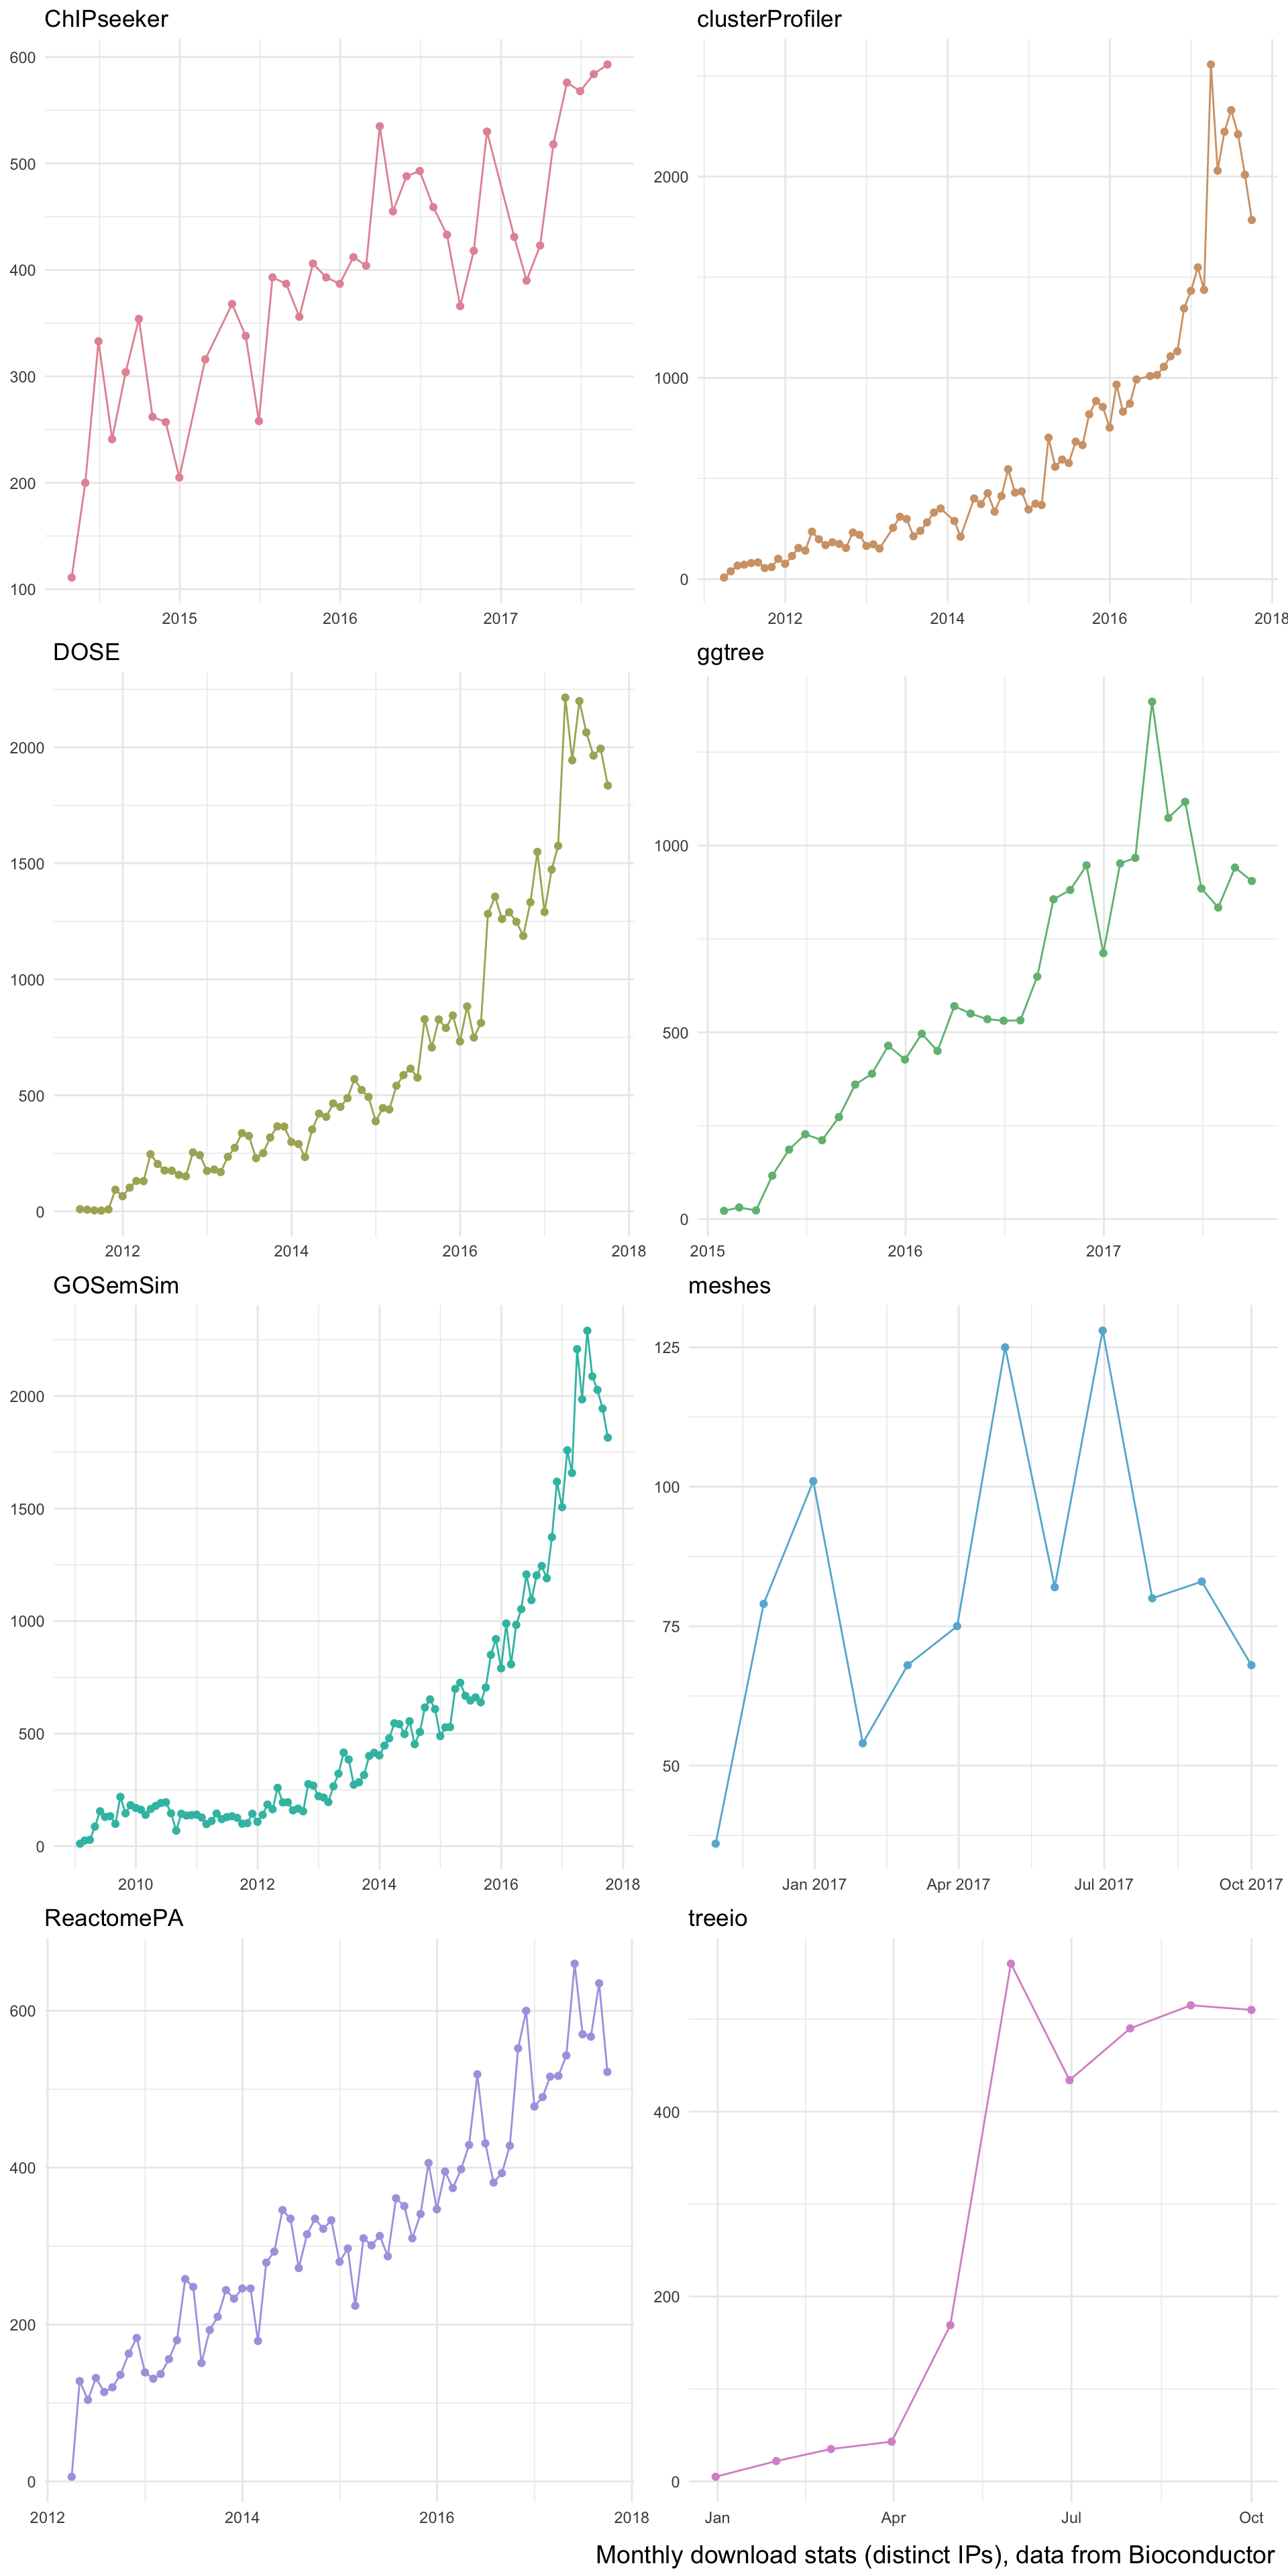 ChIPseeker
600
500
400
300
200
100
2015 2016 2017
clusterProfiler
2000
1000
0
2012 2014 2016 2018
DOSE
2000
1500
1000
500
0
2012 2014 2016 2018
ggtree
1000
500
0
2015 2016 2017
GOSemSim
2000
1500
1000
500
0
2010 2012 2014 2016 2018
meshes
125
100
75
50
Jan 2017 Apr 2017 Jul 2017 Oct 2017
ReactomePA
600
400
200
0
2012 2014 2016 2018
treeio
400
200
0
Jan Apr Jul Oct
Monthly download stats (distinct IPs), data from Bioconductor